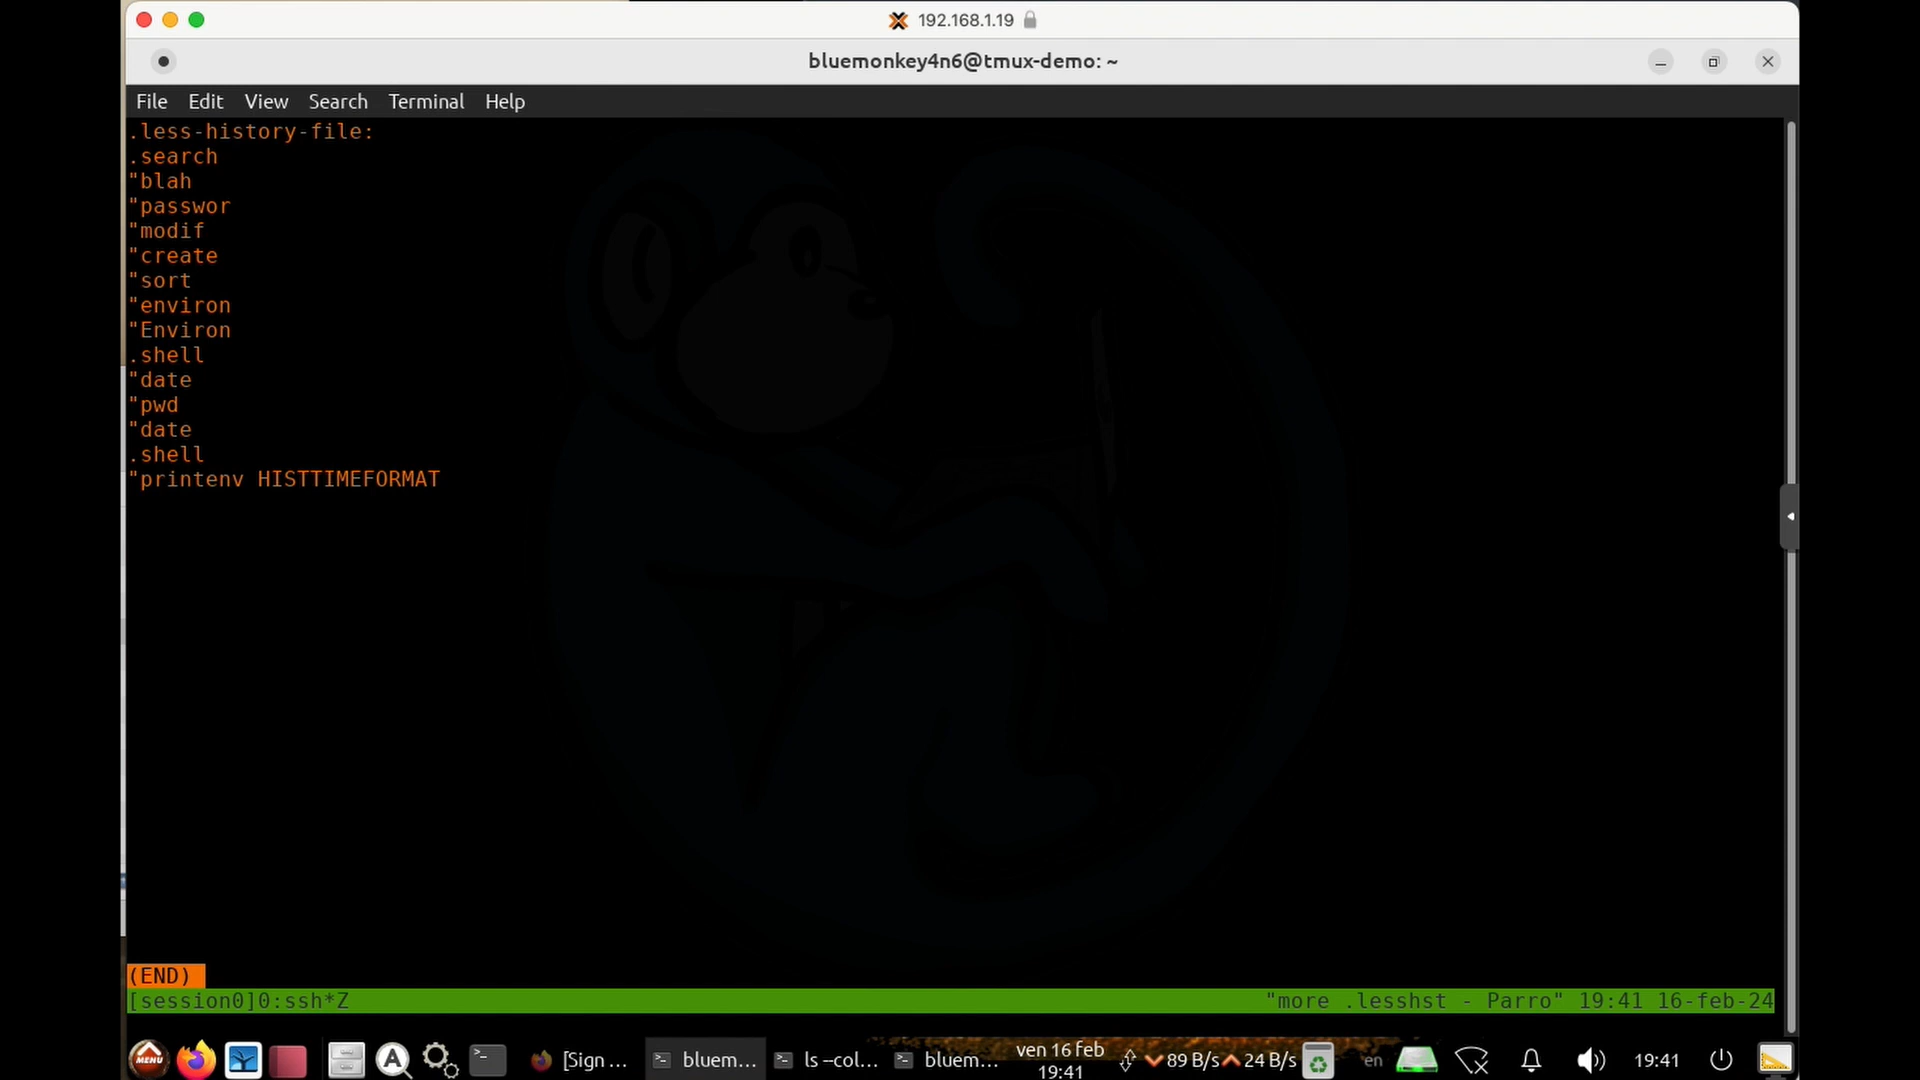 192.168.1.19
bluemonkey4n6@tmux-demo: ~
File Edit View Search Terminal Help
.less-history-file:
.search
"blah
"passwor
"modif
"create
"sort
"environ
"Environ
.shell
"date
"pwd
"date
.shell
"printenv HISTTIMEFORMAT
(END)
[session0]0:ssh*Z "more .lesshst - Parro" 19:41 16-feb-24
MENU [Sign ... bluem... ls --col... bluem... ven 16 feb 89 B/s 24 B/s en 19:41
19:41